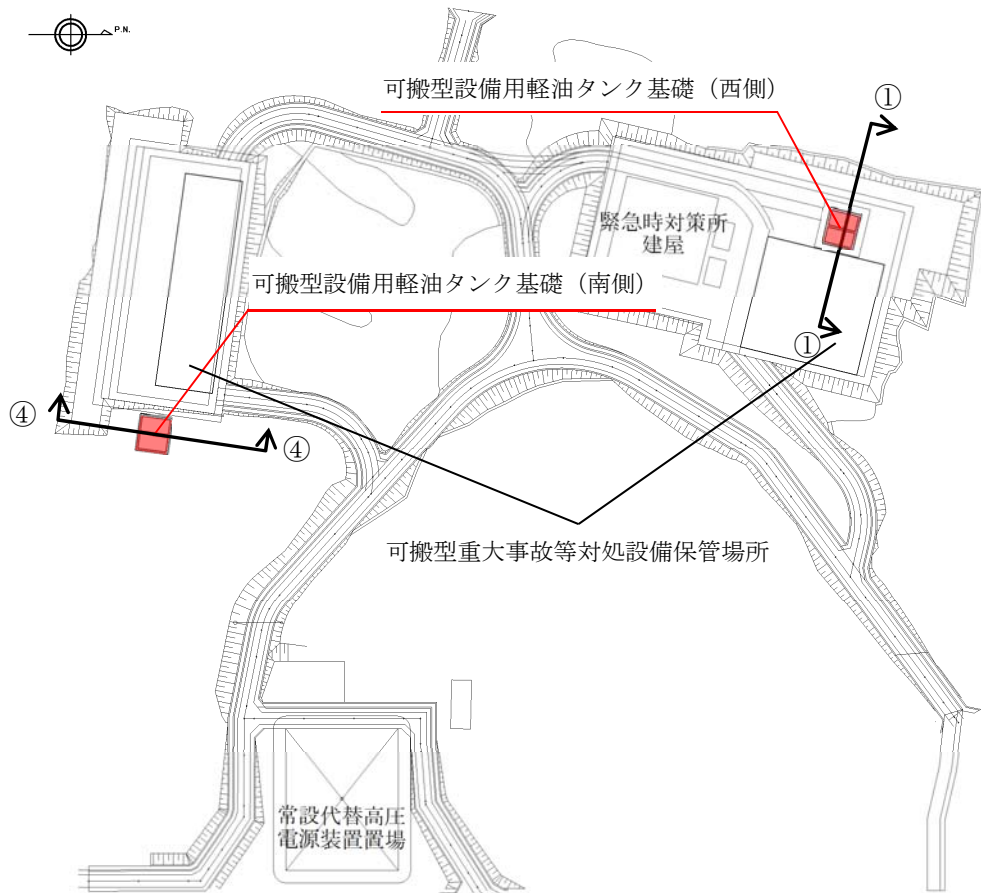 P.N.
可搬型設備用軽油タンク基礎（西側）
①
緊急時対策所
建屋
可搬型設備用軽油タンク基礎（南側）
①
④
④
可搬型重大事故等対処設備保管場所
常設代替高圧
電源装置置場